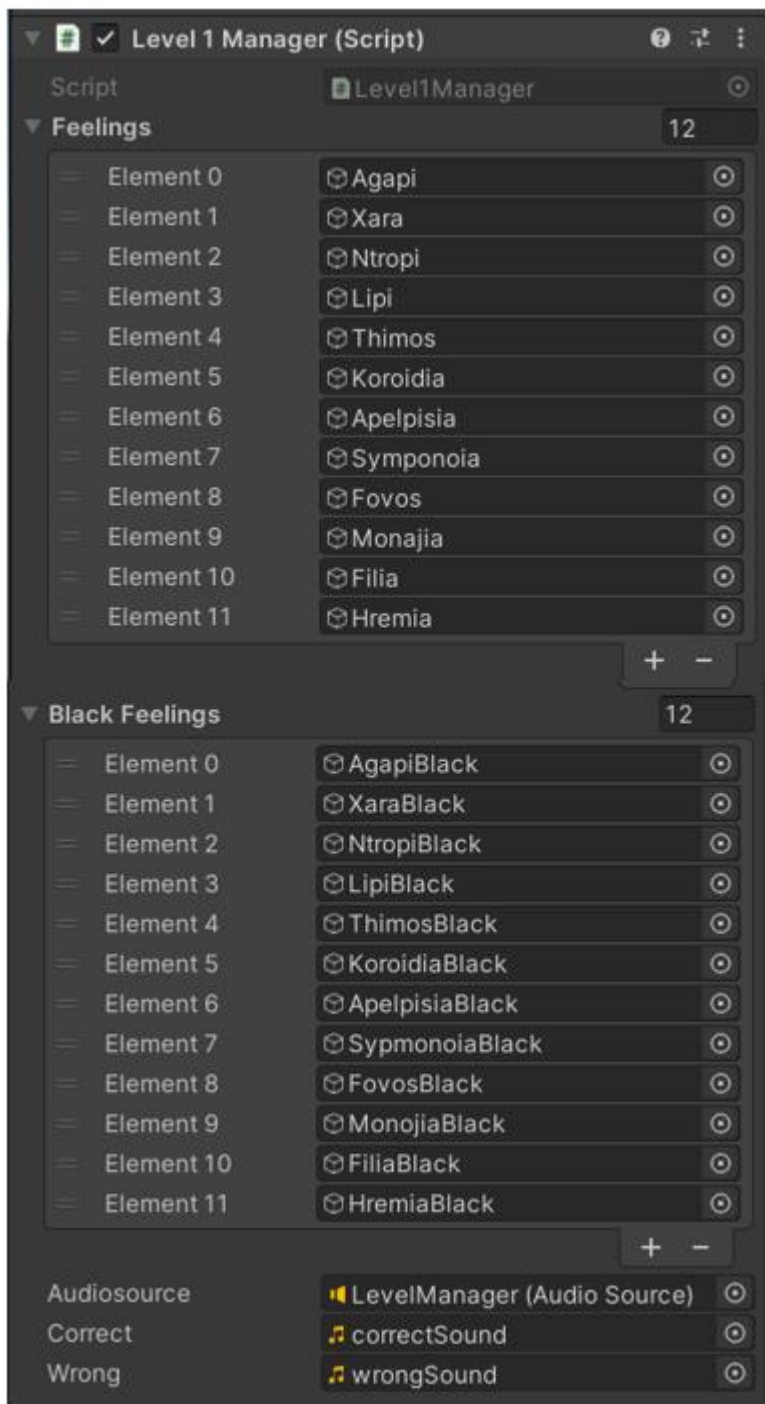 Level 1 Manager (Script)
Script Level1Manager
Feelings 12
Element 0 Agapi
Element 1 Xara
Element 2 Ntropi
Element 3 Lipi
Element 4 Thimos
Element 5 Koroidia
Element 6 Apelpisia
Element 7 Symponoia
Element 8 Fovos
Element 9 Monajia
Element 10 Filia
Element 11 Hremia
+ −
Black Feelings 12
Element 0 AgapiBlack
Element 1 XaraBlack
Element 2 NtropiBlack
Element 3 LipiBlack
Element 4 ThimosBlack
Element 5 KoroidiaBlack
Element 6 ApelpisiaBlack
Element 7 SypmonoiaBlack
Element 8 FovosBlack
Element 9 MonojiaBlack
Element 10 FiliaBlack
Element 11 HremiaBlack
+ −
Audiosource LevelManager (Audio Source)
Correct correctSound
Wrong wrongSound